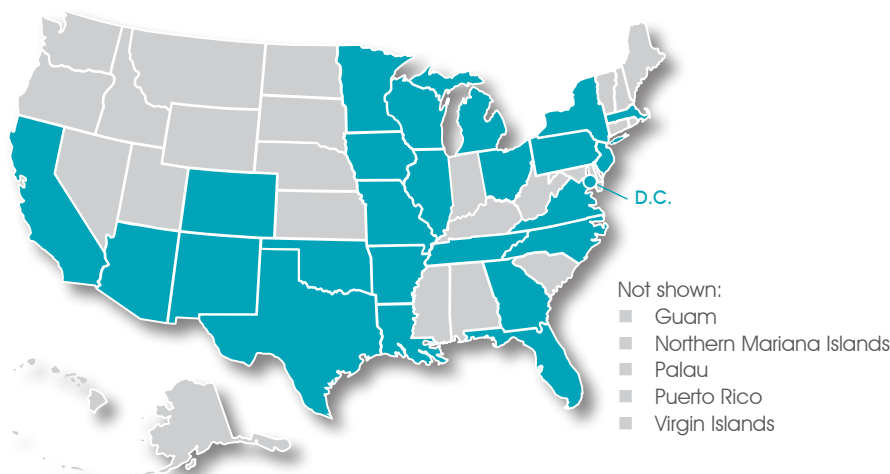 D.C.
Not shown:
Guam
Northern Mariana Islands
Palau
Puerto Rico
Virgin Islands